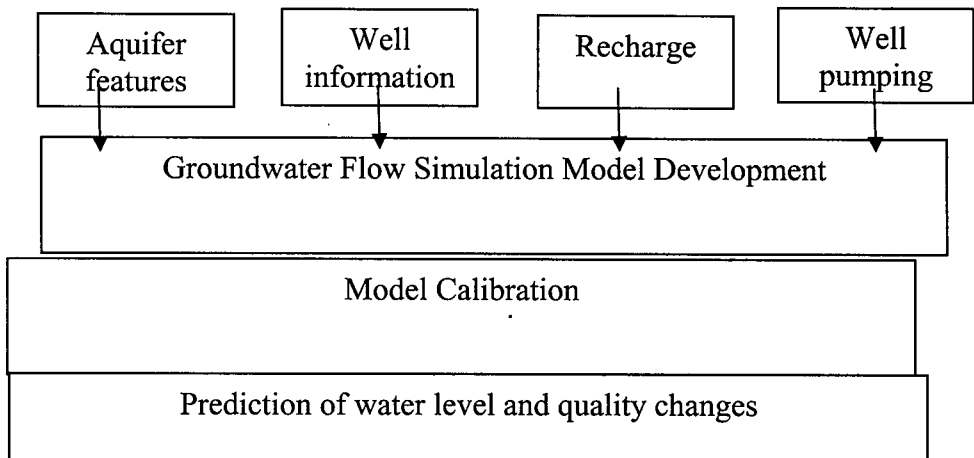 Aquifer
features
Well
information
Recharge
Well
pumping
Groundwater Flow Simulation Model Development
Model Calibration
Prediction of water level and quality changes